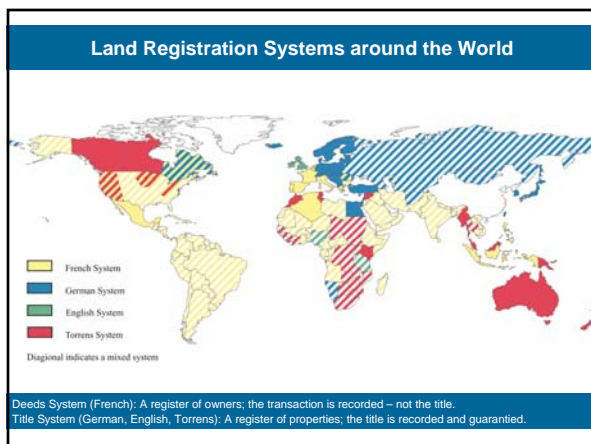 Land Registration Systems around the World
French System
German System
English System
Torrens System
Diagional indicates a mixed system
Deeds System (French): A register of owners; the transaction is recorded – not the title.
Title System (German, English, Torrens): A register of properties; the title is recorded and guarantied.